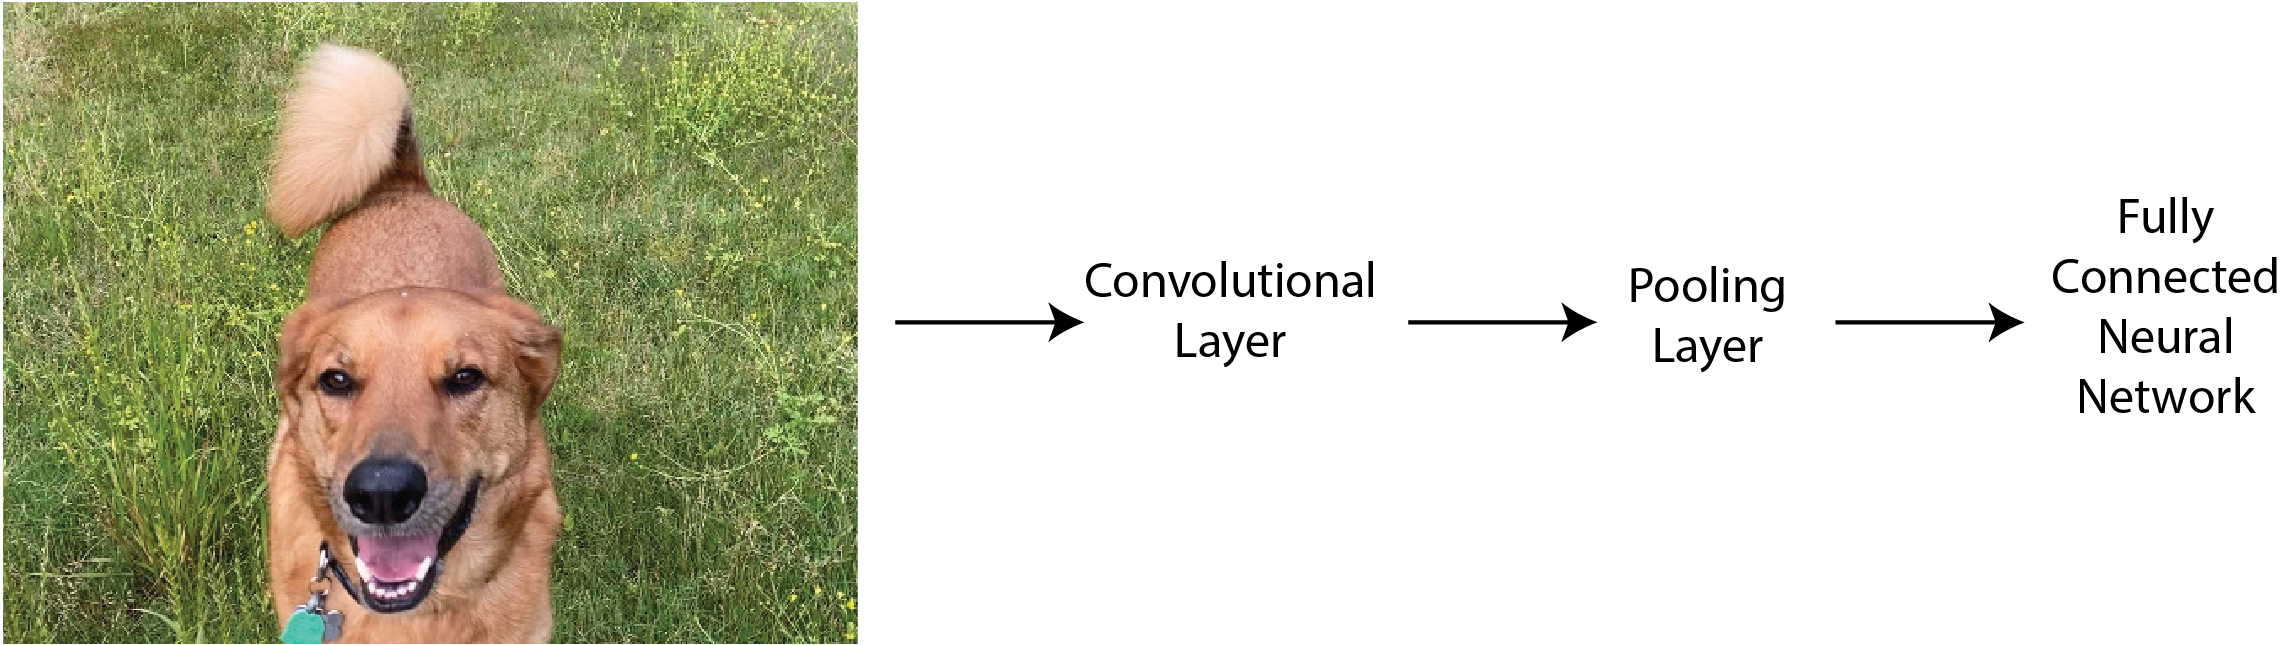 Convolutional
Layer
Pooling
Layer
Fully
Connected
Neural
Network